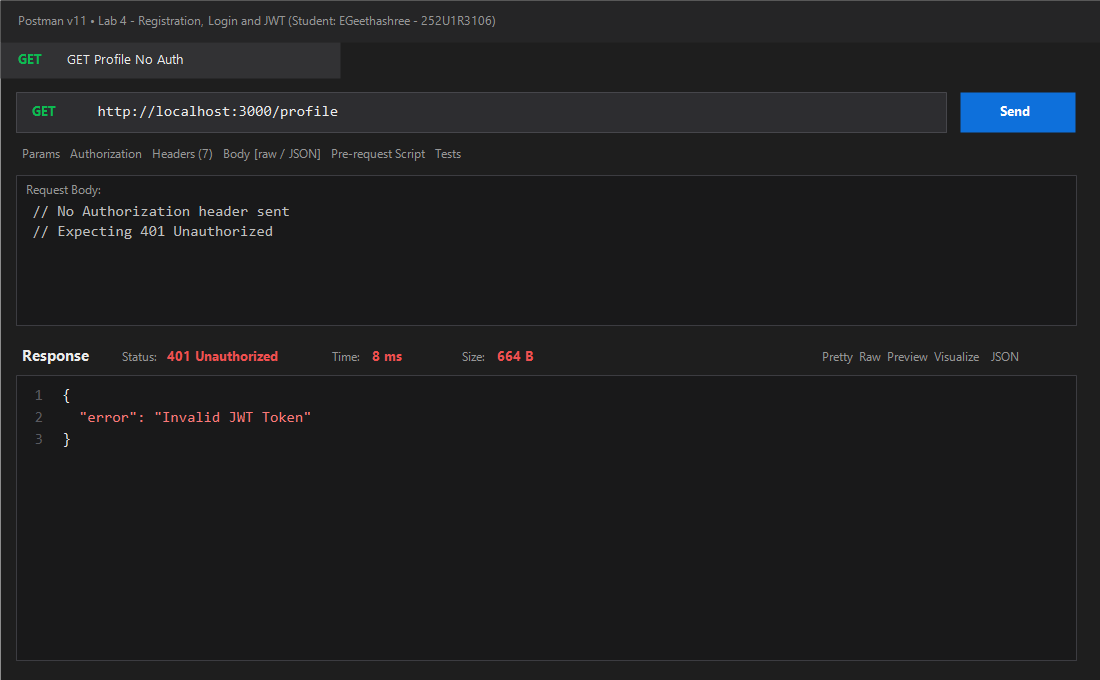 Postman v11 • Lab 4 - Registration, Login and JWT (Student: EGeethashree - 252U1R3106)
GET GET Profile No Auth
GET http://localhost:3000/profile Send
Params Authorization Headers (7) Body [raw / JSON] Pre-request Script Tests
Request Body:
// No Authorization header sent
// Expecting 401 Unauthorized
Response Status: 401 Unauthorized Time: 8 ms Size: 664 B Pretty Raw Preview Visualize JSON
1 {
2 "error": "Invalid JWT Token"
3 }